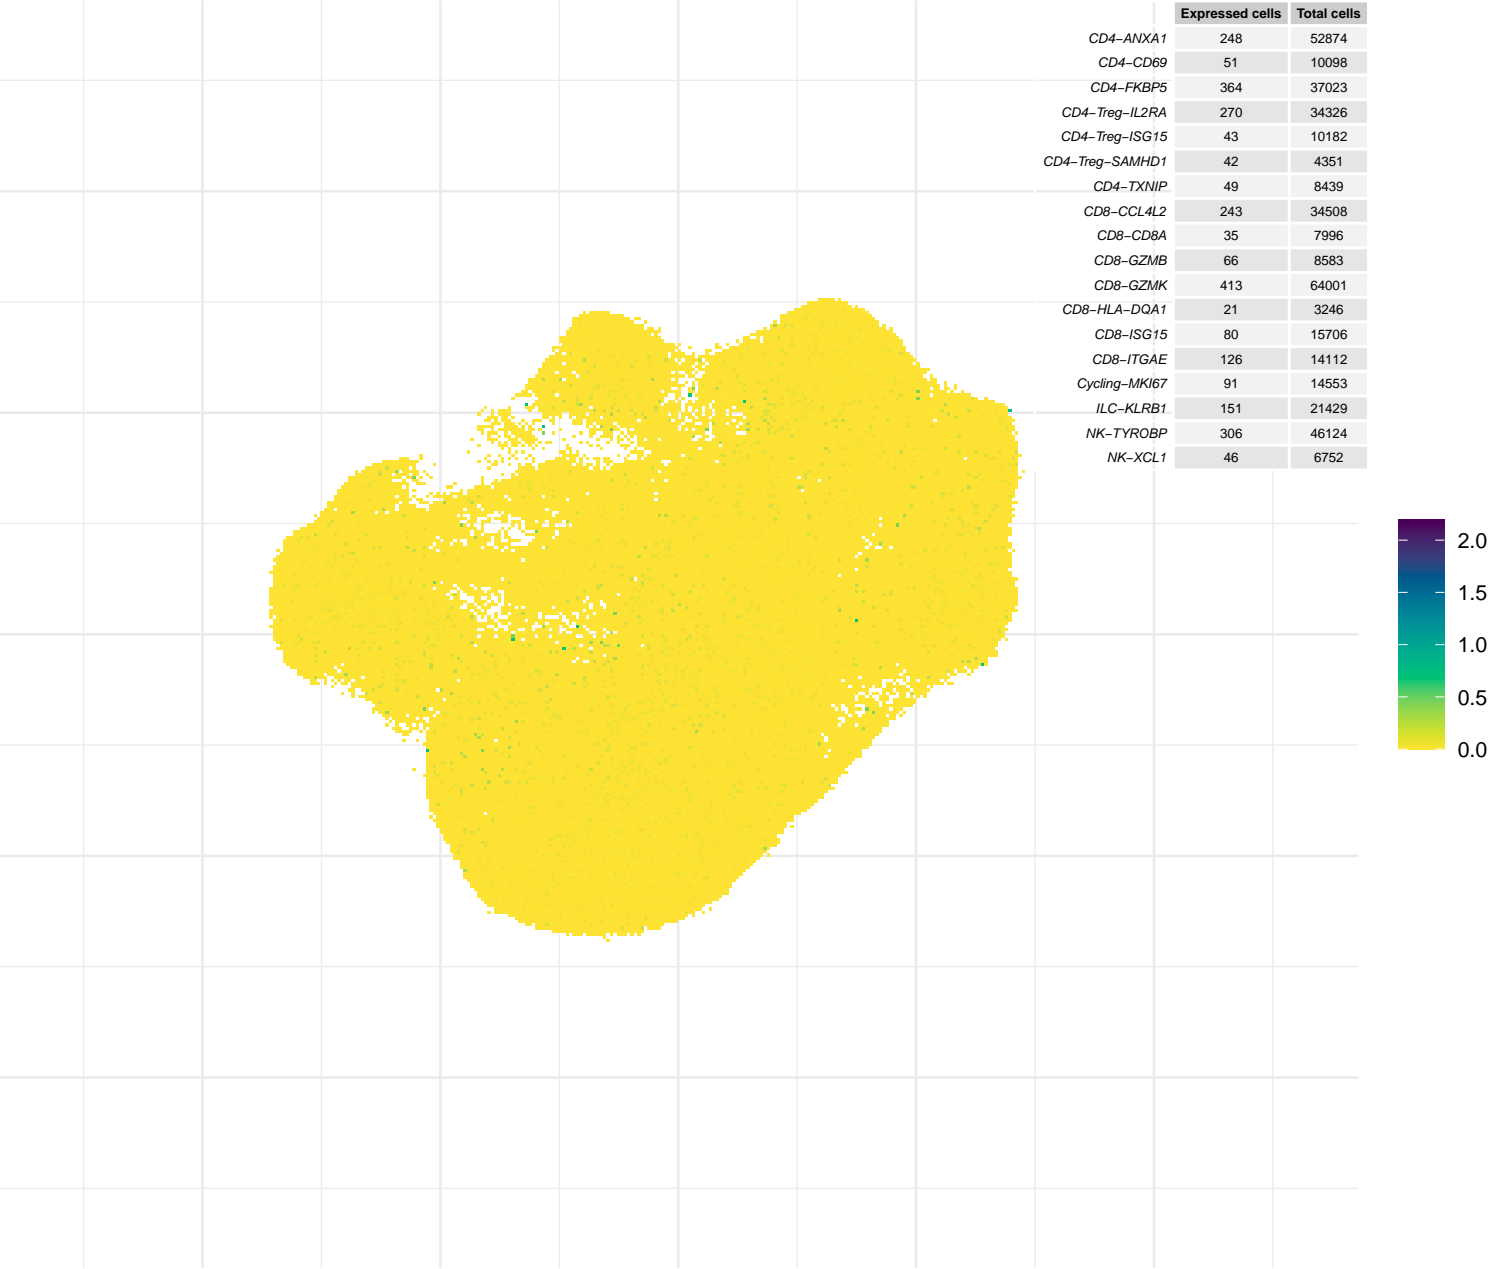 Expressed cells Total cells
CD4−ANXA1 248 52874
CD4−CD69 51 10098
CD4−FKBP5 364 37023
CD4−Treg−IL2RA 270 34326
CD4−Treg−ISG15 43 10182
CD4−Treg−SAMHD1 42 4351
CD4−TXNIP 49 8439
CD8−CCL4L2 243 34508
CD8−CD8A 35 7996
CD8−GZMB 66 8583
CD8−GZMK 413 64001
CD8−HLA−DQA1 21 3246
CD8−ISG15 80 15706
CD8−ITGAE 126 14112
Cycling−MKI67 91 14553
ILC−KLRB1 151 21429
NK−TYROBP 306 46124
NK−XCL1 46 6752
2.0
1.5
1.0
0.5
0.0